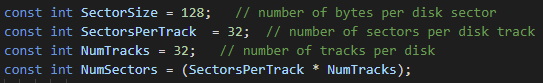 const int SectorSize = 128;   // number of bytes per disk sector
const int SectorsPerTrack  = 32;  // number of sectors per disk track
const int NumTracks = 32;   // number of tracks per disk
const int NumSectors = (SectorsPerTrack * NumTracks);